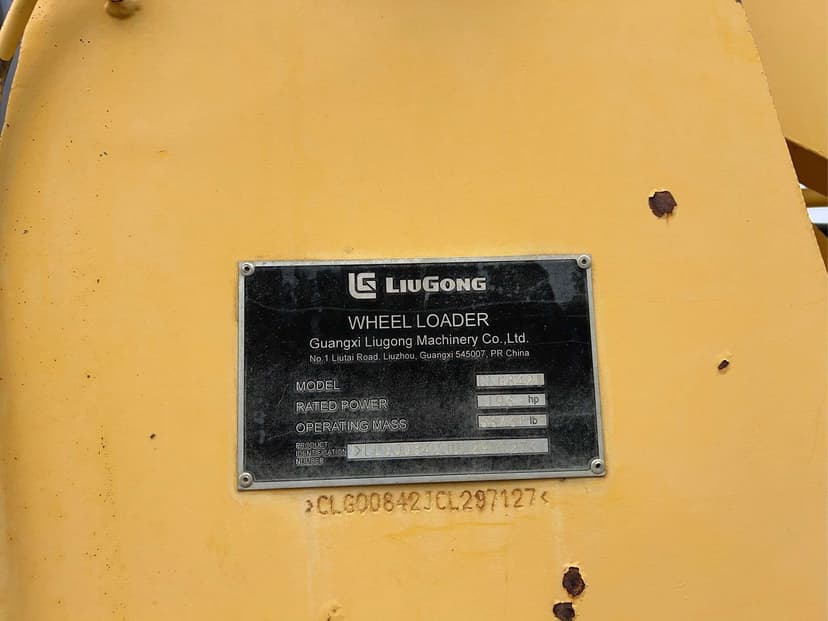 LG LIUGONG
WHEEL LOADER
Guangxi Liugong Machinery Co.,Ltd.
No.1 Liutai Road, Liuzhou, Guangxi 545007, PR China
MODEL
RATED POWER hp
OPERATING MASS lb
PRODUCT
IDENTIFICATION
NUMBER
>CLG00842JCL297127<